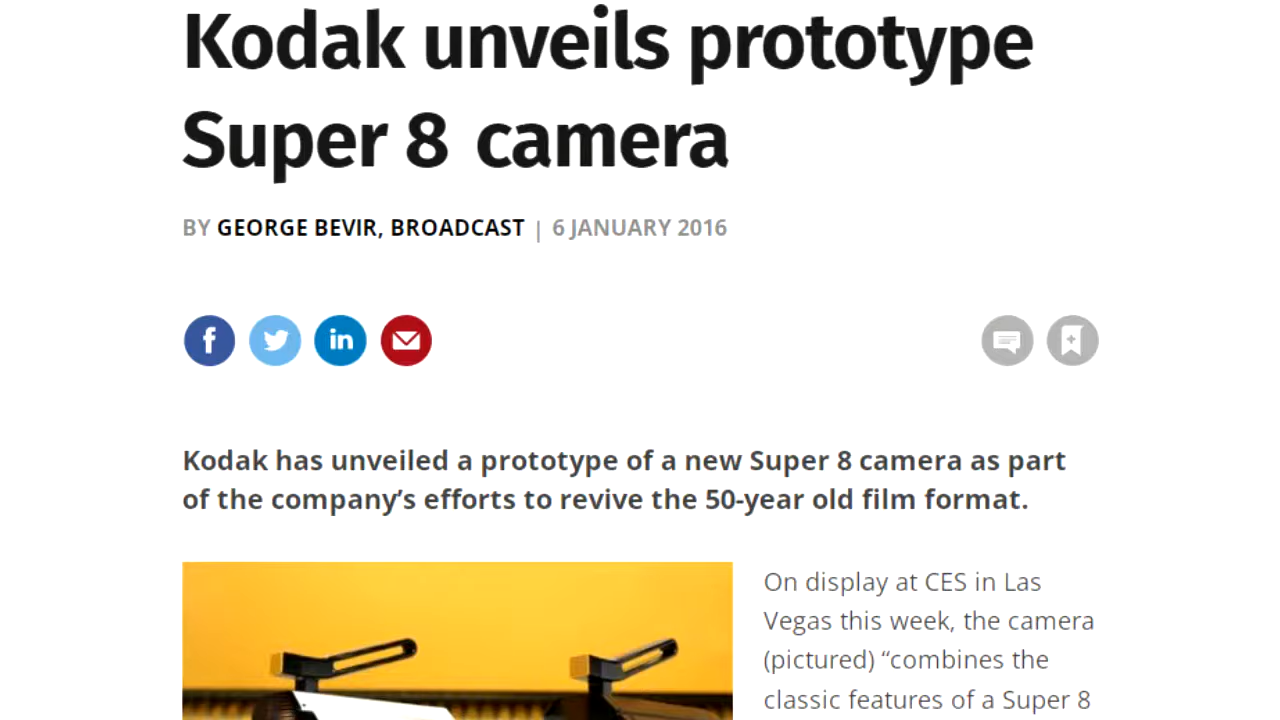 Kodak unveils prototype
Super 8 camera
BY GEORGE BEVIR, BROADCAST | 6 JANUARY 2016
Kodak has unveiled a prototype of a new Super 8 camera as part
of the company’s efforts to revive the 50-year old film format.
On display at CES in Las
Vegas this week, the camera
(pictured) “combines the
classic features of a Super 8